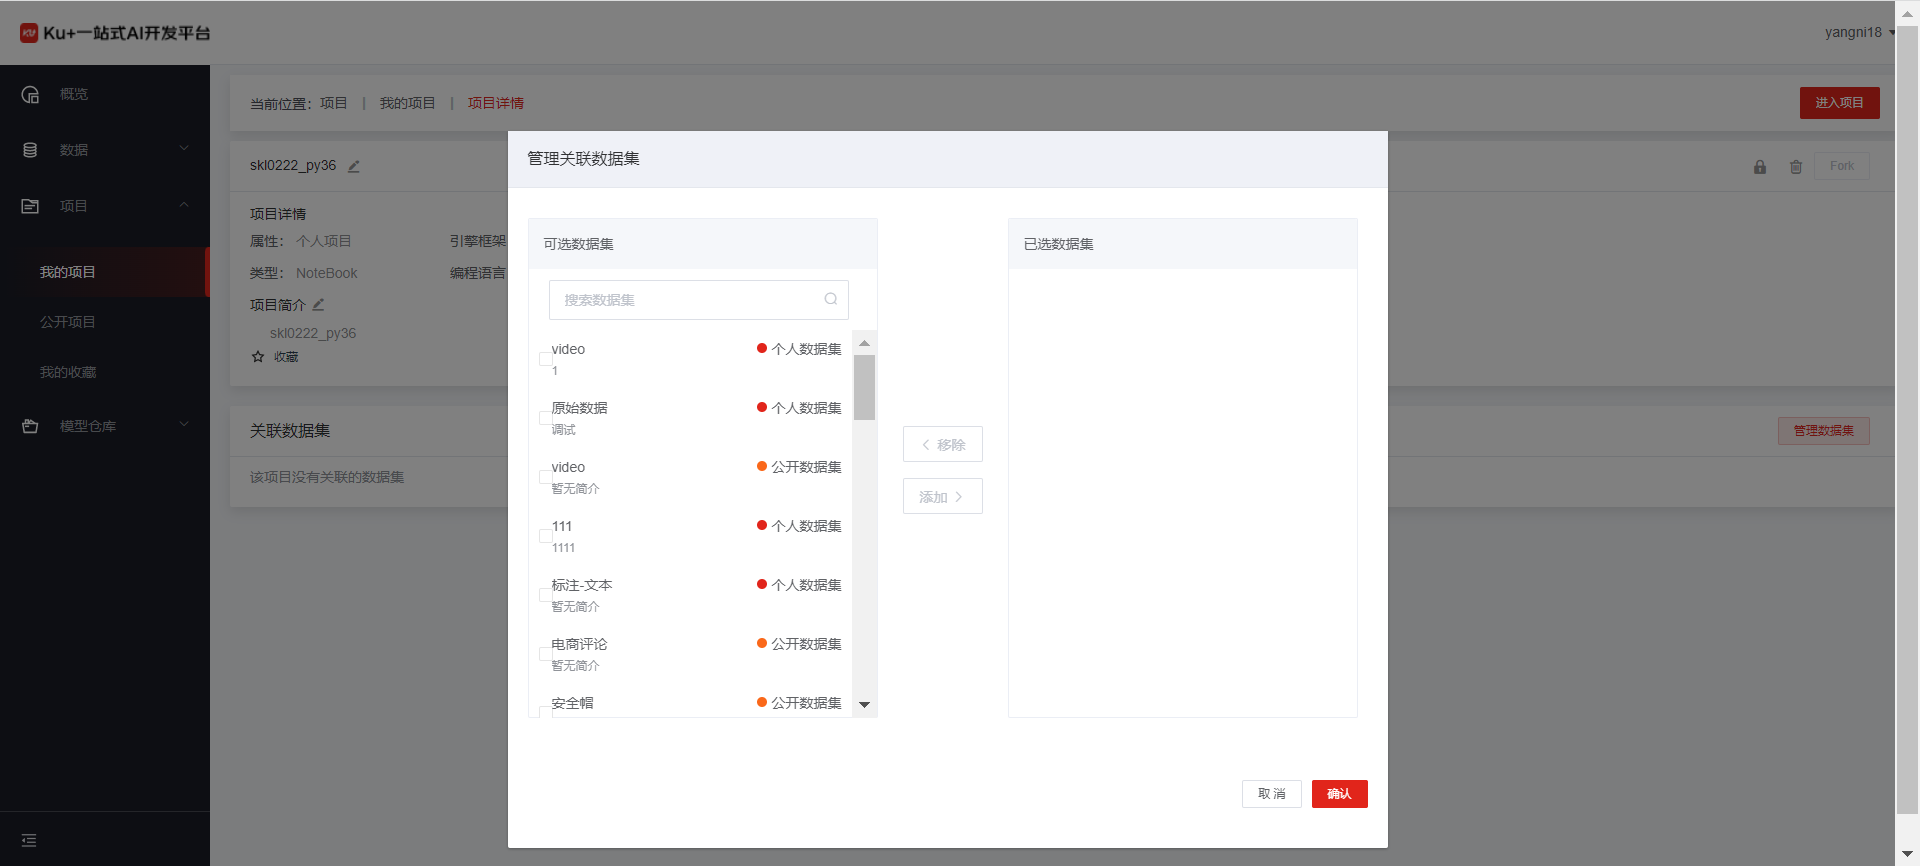 Ku+一站式AI开发平台
yangni18
概览
数据
项目
我的项目
公开项目
我的收藏
模型仓库
当前位置：项目 | 我的项目 | 项目详情
进入项目
skl0222_py36
Fork
项目详情
属性： 个人项目
引擎框架
类型： NoteBook
编程语言
项目简介
skl0222_py36
收藏
关联数据集
管理数据集
该项目没有关联的数据集
管理关联数据集
可选数据集
搜索数据集
video 个人数据集
1
原始数据 个人数据集
调试
video 公开数据集
暂无简介
111 个人数据集
1111
标注-文本 个人数据集
暂无简介
电商评论 公开数据集
暂无简介
安全帽 公开数据集
移除
添加
已选数据集
取消
确认